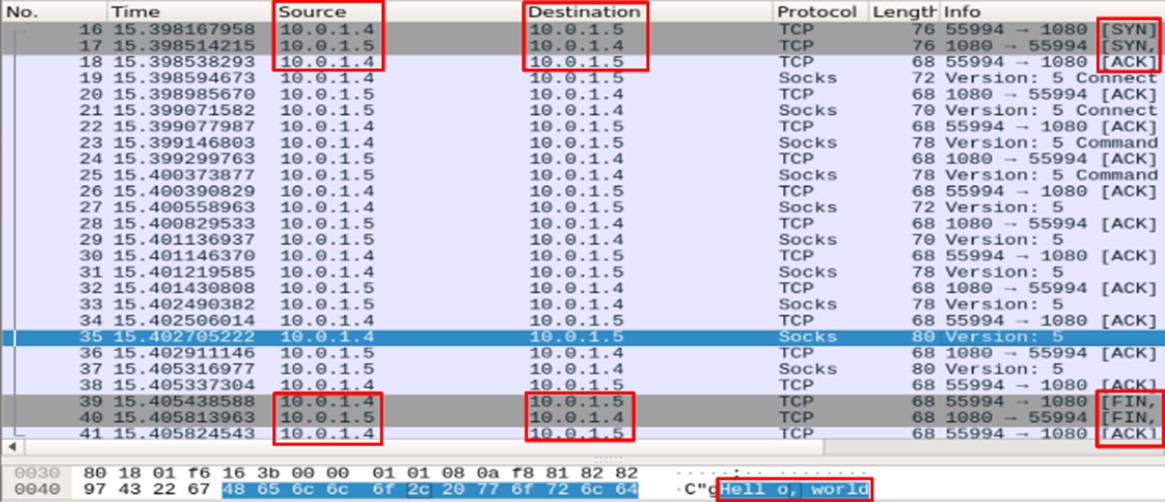 No. Time Source Destination Protocol Length Info
16 15.398167958 10.0.1.4 10.0.1.5 TCP 76 55994 → 1080 [SYN]
17 15.398514215 10.0.1.5 10.0.1.4 TCP 76 1080 → 55994 [SYN,
18 15.398538293 10.0.1.4 10.0.1.5 TCP 68 55994 → 1080 [ACK]
19 15.398594673 10.0.1.4 10.0.1.5 Socks 72 Version: 5 Connect
20 15.398985670 10.0.1.5 10.0.1.4 TCP 68 1080 → 55994 [ACK]
21 15.399071582 10.0.1.5 10.0.1.4 Socks 70 Version: 5 Connect
22 15.399077987 10.0.1.4 10.0.1.5 TCP 68 55994 → 1080 [ACK]
23 15.399146803 10.0.1.4 10.0.1.5 Socks 78 Version: 5 Command
24 15.399299763 10.0.1.5 10.0.1.4 TCP 68 1080 → 55994 [ACK]
25 15.400373877 10.0.1.5 10.0.1.4 Socks 78 Version: 5 Command
26 15.400390829 10.0.1.4 10.0.1.5 TCP 68 55994 → 1080 [ACK]
27 15.400558963 10.0.1.4 10.0.1.5 Socks 72 Version: 5
28 15.400829533 10.0.1.5 10.0.1.4 TCP 68 1080 → 55994 [ACK]
29 15.401136937 10.0.1.5 10.0.1.4 Socks 70 Version: 5
30 15.401146370 10.0.1.4 10.0.1.5 TCP 68 55994 → 1080 [ACK]
31 15.401219585 10.0.1.4 10.0.1.5 Socks 78 Version: 5
32 15.401430808 10.0.1.5 10.0.1.4 TCP 68 1080 → 55994 [ACK]
33 15.402490382 10.0.1.5 10.0.1.4 Socks 78 Version: 5
34 15.402506014 10.0.1.4 10.0.1.5 TCP 68 55994 → 1080 [ACK]
35 15.402705222 10.0.1.4 10.0.1.5 Socks 80 Version: 5
36 15.402911146 10.0.1.5 10.0.1.4 TCP 68 1080 → 55994 [ACK]
37 15.405316977 10.0.1.5 10.0.1.4 Socks 80 Version: 5
38 15.405337304 10.0.1.4 10.0.1.5 TCP 68 55994 → 1080 [ACK]
39 15.405438588 10.0.1.4 10.0.1.5 TCP 68 55994 → 1080 [FIN,
40 15.405813963 10.0.1.5 10.0.1.4 TCP 68 1080 → 55994 [FIN,
41 15.405824543 10.0.1.4 10.0.1.5 TCP 68 55994 → 1080 [ACK]
0030 80 18 01 f6 16 3b 00 00 01 01 08 0a f8 81 82 82 ·····;·· ········
0040 97 43 22 67 48 65 6c 6c 6f 2c 20 77 6f 72 6c 64 ·C"gHell o, world